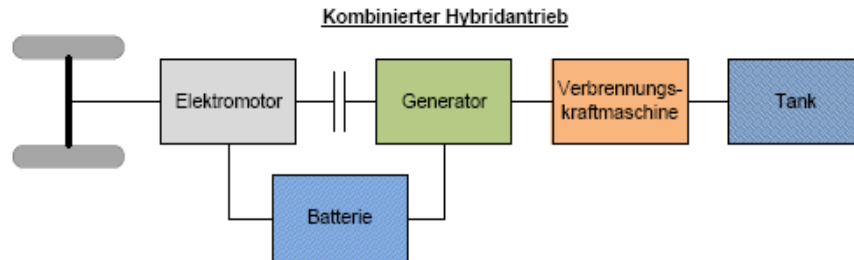 Kombinierter Hybridantrieb
Elektromotor
Generator
Verbrennungs-
kraftmaschine
Tank
Batterie